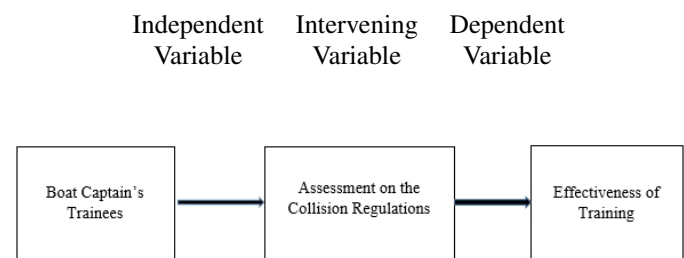 Independent Intervening Dependent
Variable Variable Variable
Boat Captain's
Trainees
Assessment on the
Collision Regulations
Effectiveness of
Training